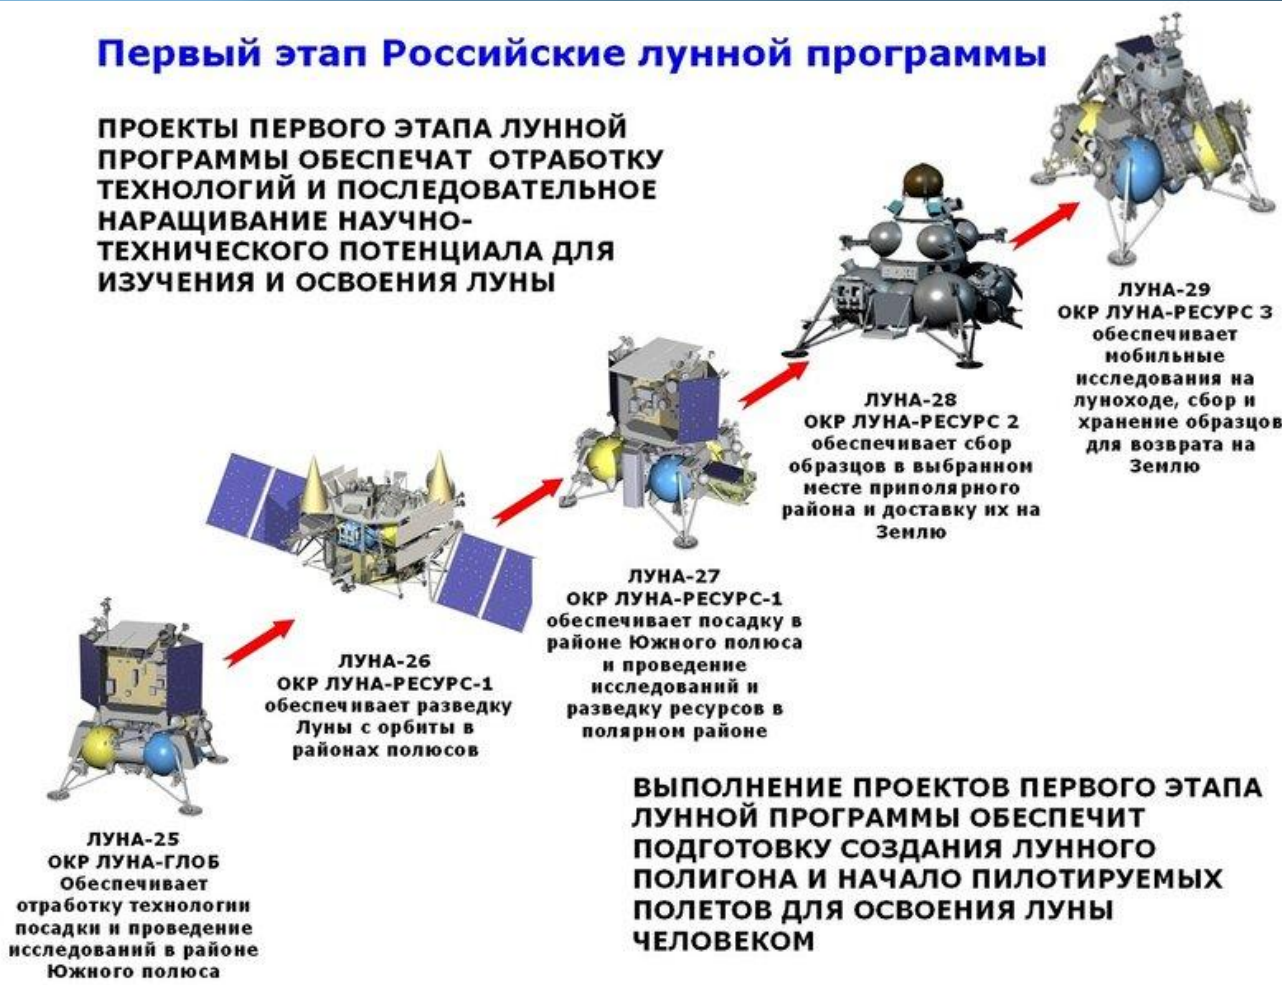 Первый этап Российские лунной программы
ПРОЕКТЫ ПЕРВОГО ЭТАПА ЛУННОЙ
ПРОГРАММЫ ОБЕСПЕЧАТ ОТРАБОТКУ
ТЕХНОЛОГИЙ И ПОСЛЕДОВАТЕЛЬНОЕ
НАРАЩИВАНИЕ НАУЧНО-
ТЕХНИЧЕСКОГО ПОТЕНЦИАЛА ДЛЯ
ИЗУЧЕНИЯ И ОСВОЕНИЯ ЛУНЫ
ЛУНА-25
ОКР ЛУНА-ГЛОБ
Обеспечивает
отработку технологии
посадки и проведение
исследований в районе
Южного полюса
ЛУНА-26
ОКР ЛУНА-РЕСУРС-1
обеспечивает разведку
Луны с орбиты в
районах полюсов
ЛУНА-27
ОКР ЛУНА-РЕСУРС-1
обеспечивает посадку в
районе Южного полюса
и проведение
исследований и
разведку ресурсов в
полярном районе
ЛУНА-28
ОКР ЛУНА-РЕСУРС 2
обеспечивает сбор
образцов в выбранном
месте приполярного
района и доставку их на
Землю
ЛУНА-29
ОКР ЛУНА-РЕСУРС 3
обеспечивает
мобильные
исследования на
луноходе, сбор и
хранение образцов
для возврата на
Землю
ВЫПОЛНЕНИЕ ПРОЕКТОВ ПЕРВОГО ЭТАПА
ЛУННОЙ ПРОГРАММЫ ОБЕСПЕЧИТ
ПОДГОТОВКУ СОЗДАНИЯ ЛУННОГО
ПОЛИГОНА И НАЧАЛО ПИЛОТИРУЕМЫХ
ПОЛЕТОВ ДЛЯ ОСВОЕНИЯ ЛУНЫ
ЧЕЛОВЕКОМ